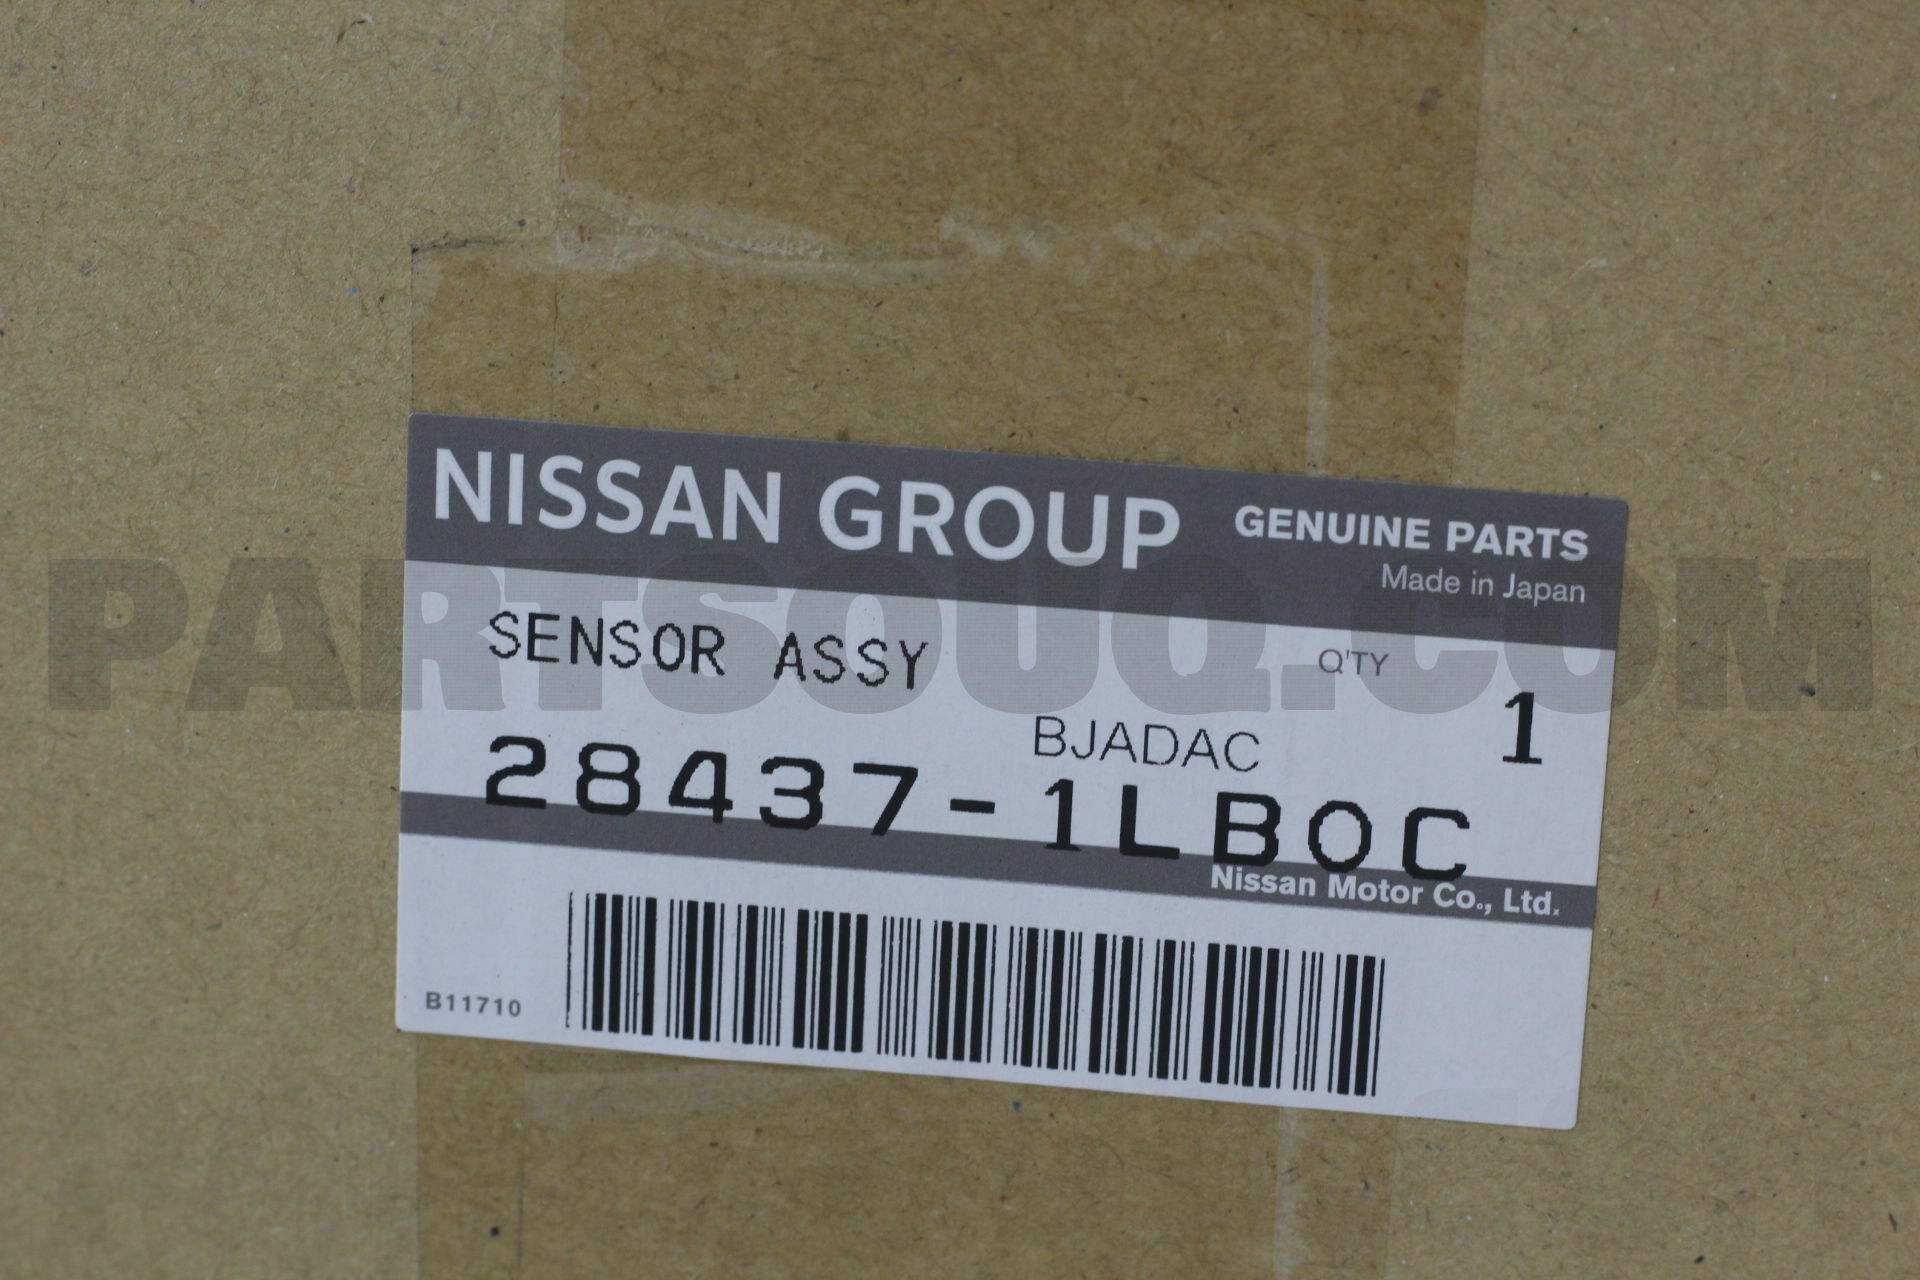 NISSAN GROUP GENUINE PARTS
Made in Japan
PARTSOUQ.COM
SENSOR ASSY Q'TY
1
BJADAC
28437-1LB0C
Nissan Motor Co., Ltd.
B11710